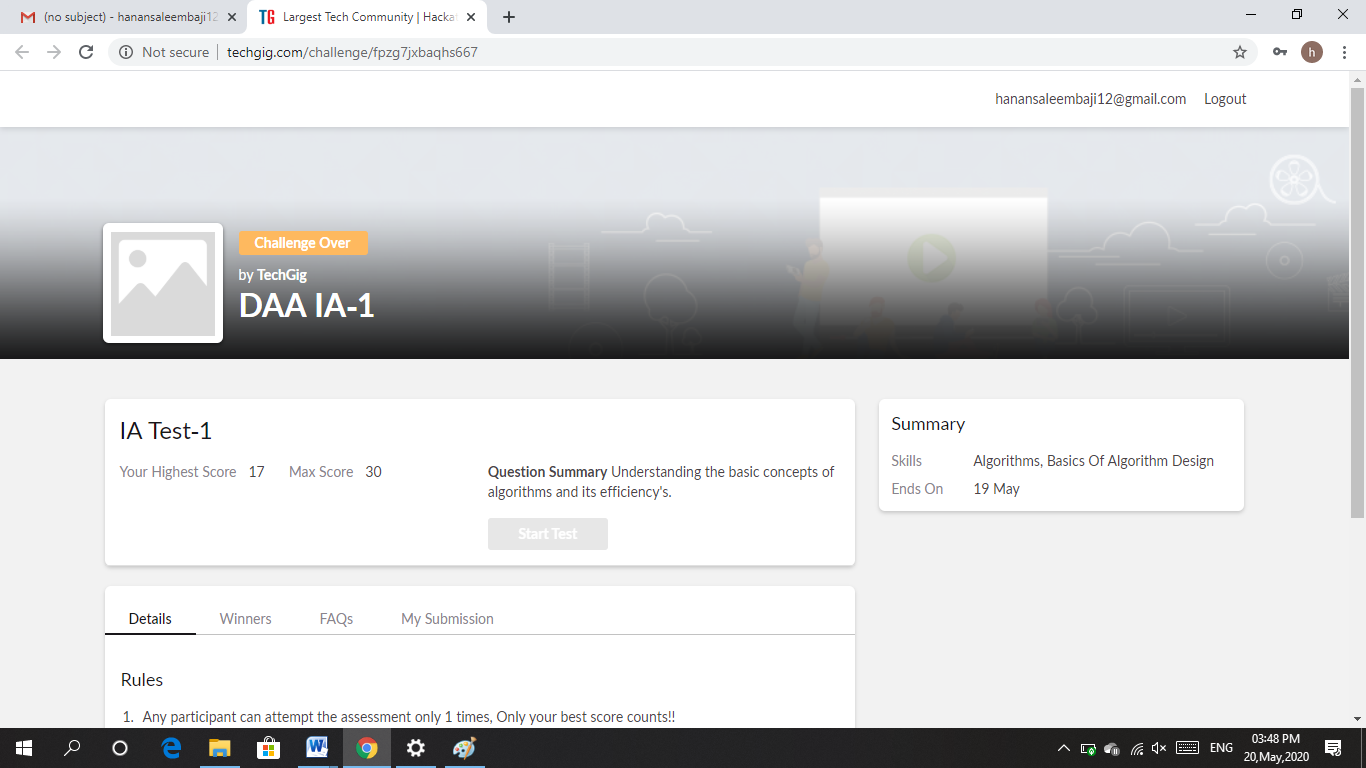 (no subject) - hanansaleembaji12
TG Largest Tech Community | Hacka
Not secure | techgig.com/challenge/fpzg7jxbaqhs667
h
hanansaleembaji12@gmail.com Logout
Challenge Over
by TechGig
DAA IA-1
IA Test-1
Your Highest Score 17 Max Score 30
Question Summary Understanding the basic concepts of
algorithms and its efficiency's.
Start Test
Summary
Skills Algorithms, Basics Of Algorithm Design
Ends On 19 May
Details Winners FAQs My Submission
Rules
1. Any participant can attempt the assessment only 1 times, Only your best score counts!!
ENG
03:48 PM
20,May,2020